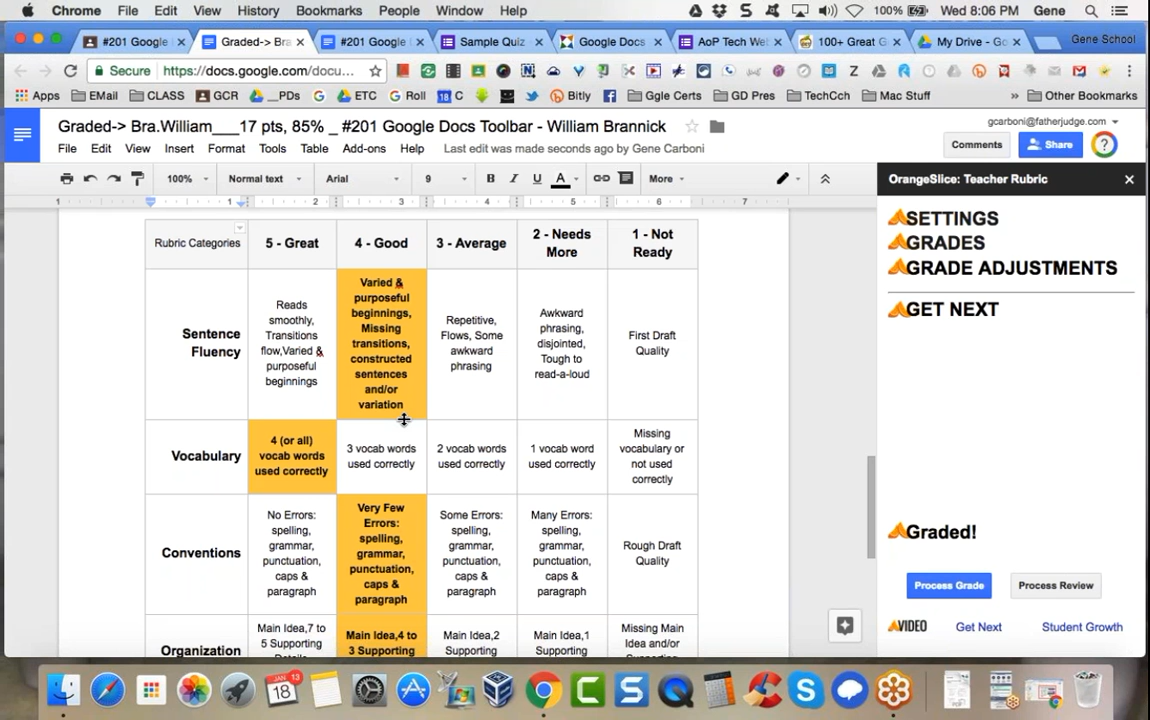 Chrome File Edit View History Bookmarks People Window Help 100% Wed 8:06 PM Gene
#201 Google Graded-> Bra #201 Google Sample Quiz Google Docs AoP Tech We 100+ Great G My Drive - Go Gene School
Secure https://docs.google.com/docu...
Apps EMail CLASS GCR __PDs ETC Roll C Bitly Ggle Certs GD Pres TechCch Mac Stuff » Other Bookmarks
Graded-> Bra.William___17 pts, 85% _ #201 Google Docs Toolbar - William Brannick
gcarboni@fatherjudge.com
File Edit View Insert Format Tools Table Add-ons Help Last edit was made seconds ago by Gene Carboni
Comments Share
100% Normal text Arial 9 B I U A More
1 1 2 3 4 5 6 7
Rubric Categories
5 - Great
4 - Good
3 - Average
2 - Needs
More
1 - Not
Ready
Sentence
Fluency
Reads
smoothly,
Transitions
flow,Varied &
purposeful
beginnings
Varied &
purposeful
beginnings,
Missing
transitions,
constructed
sentences
and/or
variation
Repetitive,
Flows, Some
awkward
phrasing
Awkward
phrasing,
disjointed,
Tough to
read-a-loud
First Draft
Quality
Vocabulary
4 (or all)
vocab words
used correctly
3 vocab words
used correctly
2 vocab words
used correctly
1 vocab word
used correctly
Missing
vocabulary or
not used
correctly
Conventions
No Errors:
spelling,
grammar,
punctuation,
caps &
paragraph
Very Few
Errors:
spelling,
grammar,
punctuation,
caps &
paragraph
Some Errors:
spelling,
grammar,
punctuation,
caps &
paragraph
Many Errors:
spelling,
grammar,
punctuation,
caps &
paragraph
Rough Draft
Quality
Organization
Main Idea,7 to
5 Supporting
Main Idea,4 to
3 Supporting
Main Idea,2
Supporting
Main Idea,1
Supporting
Missing Main
Idea and/or
OrangeSlice: Teacher Rubric
SETTINGS
GRADES
GRADE ADJUSTMENTS
GET NEXT
Graded!
Process Grade Process Review
VIDEO Get Next Student Growth
JAN 13
18